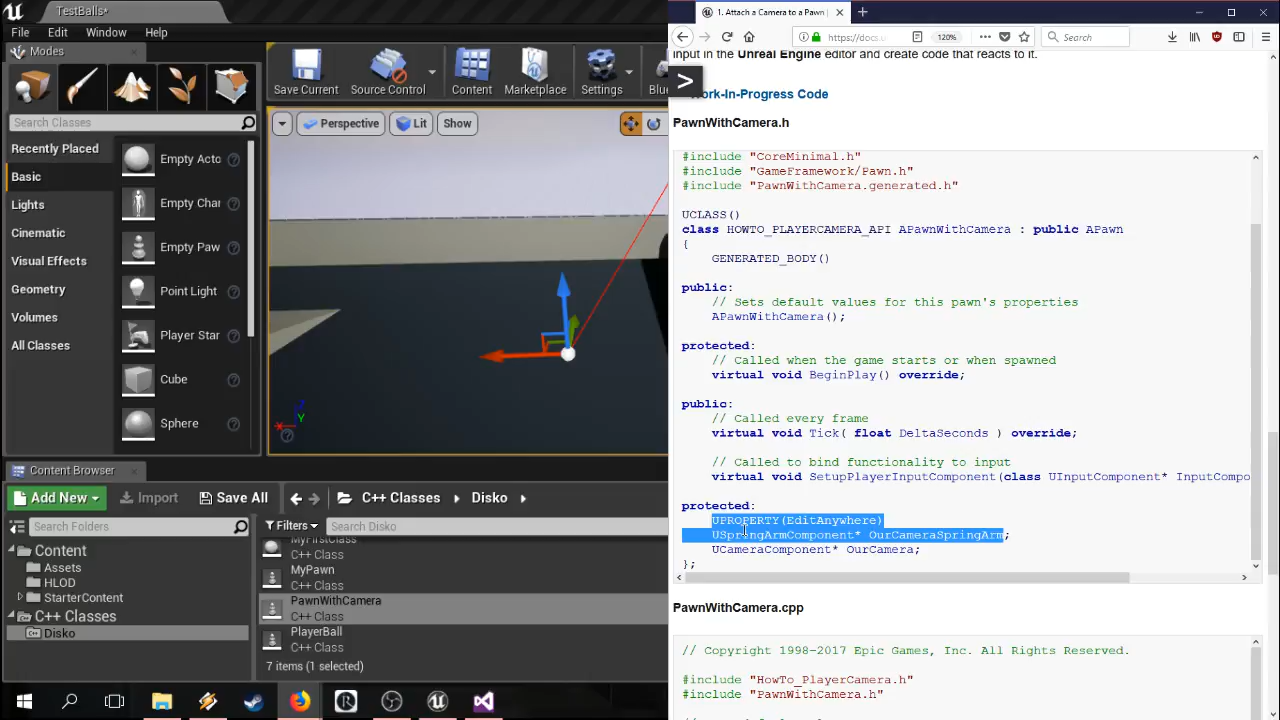 TestBalls*
File Edit Window Help
Modes
Save Current
Source Control
Content
Marketplace
Settings
Search Classes
Recently Placed
Basic
Lights
Cinematic
Visual Effects
Geometry
Volumes
All Classes
Empty Acto
Empty Char
Empty Paw
Point Light
Player Star
Cube
Sphere
Perspective
Lit
Show
Content Browser
Add New
Import
Save All
C++ Classes
Disko
Search Folders
Filters
Search Disko
Content
Assets
HLOD
StarterContent
C++ Classes
Disko
C++ Class
MyPawn
C++ Class
PawnWithCamera
C++ Class
PlayerBall
C++ Class
7 items (1 selected)
1. Attach a Camera to a Pawn
https://docs.u
120%
Search
input in the Unreal Engine editor and create code that reacts to it.
>
ork-In-Progress Code
PawnWithCamera.h
#include "CoreMinimal.h"
#include "GameFramework/Pawn.h"
#include "PawnWithCamera.generated.h"
UCLASS()
class HOWTO_PLAYERCAMERA_API APawnWithCamera : public APawn
{
GENERATED_BODY()
public:
// Sets default values for this pawn's properties
APawnWithCamera();
protected:
// Called when the game starts or when spawned
virtual void BeginPlay() override;
public:
// Called every frame
virtual void Tick( float DeltaSeconds ) override;
// Called to bind functionality to input
virtual void SetupPlayerInputComponent(class UInputComponent* InputCompo
protected:
UPROPERTY(EditAnywhere)
USpringArmComponent* OurCameraSpringArm;
UCameraComponent* OurCamera;
};
PawnWithCamera.cpp
// Copyright 1998-2017 Epic Games, Inc. All Rights Reserved.
#include "HowTo_PlayerCamera.h"
#include "PawnWithCamera.h"